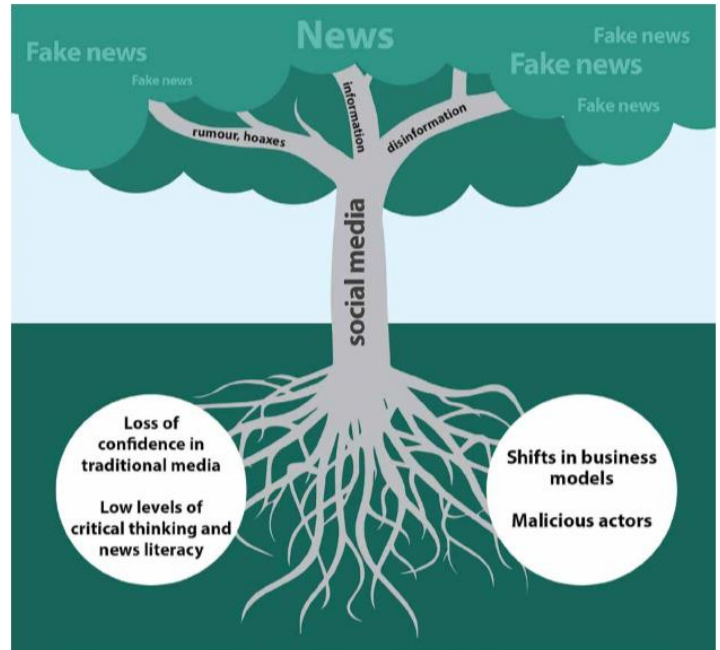 News
Fake news
Fake news
Fake news
Fake news
Fake news
rumour, hoaxes
information
disinformation
social media
Loss of
confidence in
traditional media
Low levels of
critical thinking and
news literacy
Shifts in business
models
Malicious actors